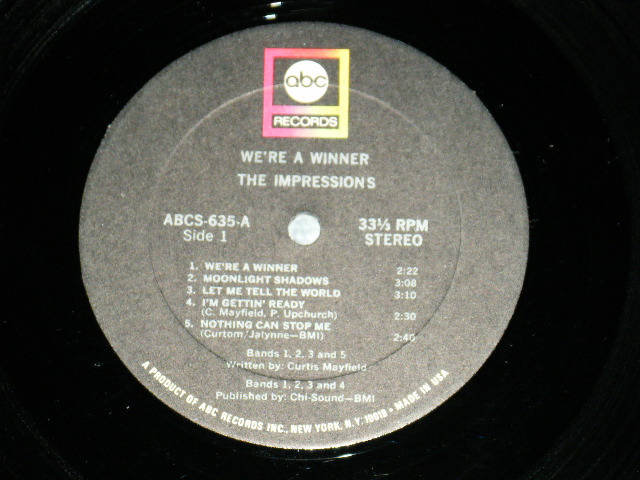 abc
RECORDS
WE'RE A WINNER
THE IMPRESSIONS
ABCS-635-A
Side 1
33⅓ RPM
STEREO
1. WE'RE A WINNER 2:22
2. MOONLIGHT SHADOWS 3:08
3. LET ME TELL THE WORLD 3:10
4. I'M GETTIN' READY
(C. Mayfield, P. Upchurch) 2:30
5. NOTHING CAN STOP ME
(Curtom/Jalynne—BMI) 2:40
Bands 1, 2, 3 and 5
Written by: Curtis Mayfield
Bands 1, 2, 3 and 4
Published by: Chi-Sound—BMI
A PRODUCT OF ABC RECORDS INC., NEW YORK, N.Y. 10019 • MADE IN USA